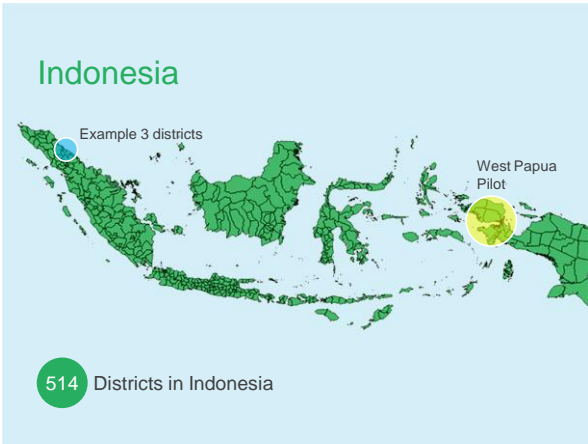 Indonesia
Example 3 districts
West Papua
Pilot
514 Districts in Indonesia